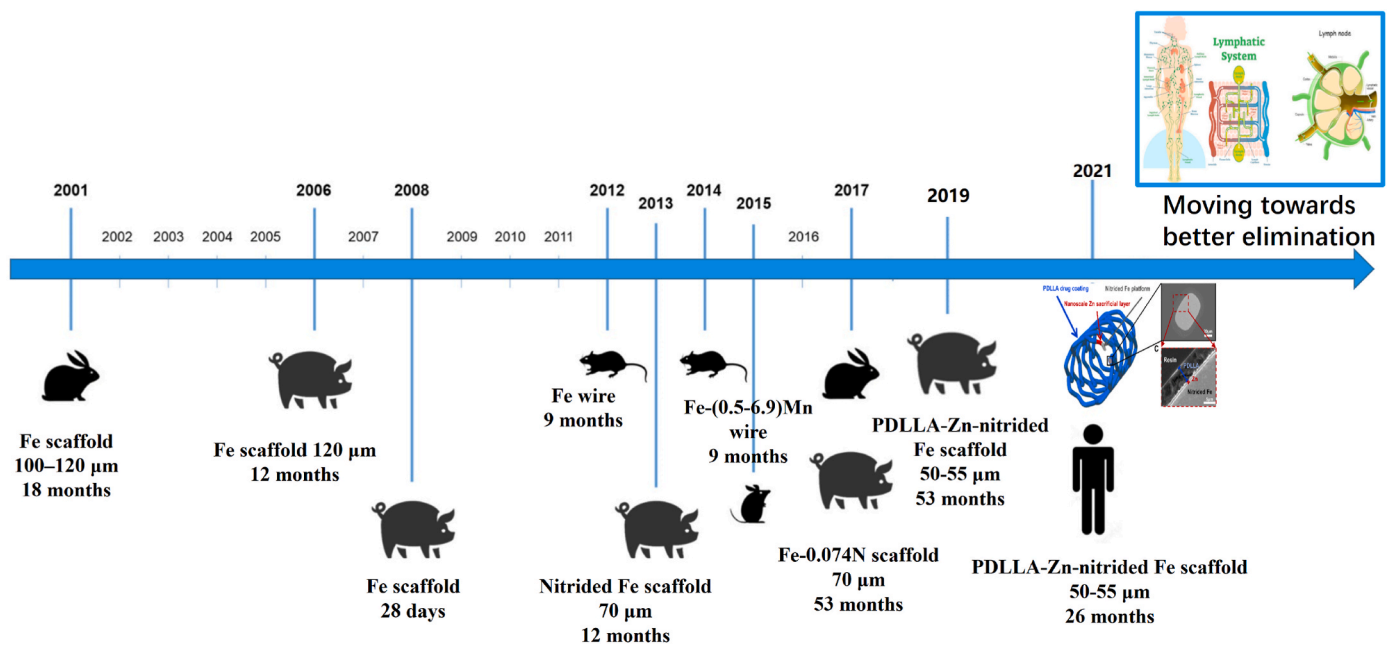 Lymphatic
System
Lymph node
2001
2002
2003
2004
2005
2006
2007
2008
2009
2010
2011
2012
2013
2014
2015
2016
2017
2019
2021
Moving towards
better elimination
Fe scaffold
100–120 μm
18 months
Fe scaffold 120 μm
12 months
Fe scaffold
28 days
Fe wire
9 months
Nitrided Fe scaffold
70 μm
12 months
Fe-(0.5-6.9)Mn
wire
9 months
Fe-0.074N scaffold
70 μm
53 months
PDLLA-Zn-nitrided
Fe scaffold
50-55 μm
53 months
PDLLA drug coating
Nitrided Fe platform
Nanoscale Zn sacrificial layer
C
Resin
PDLLA
Zn
Nitrided Fe
PDLLA-Zn-nitrided Fe scaffold
50-55 μm
26 months